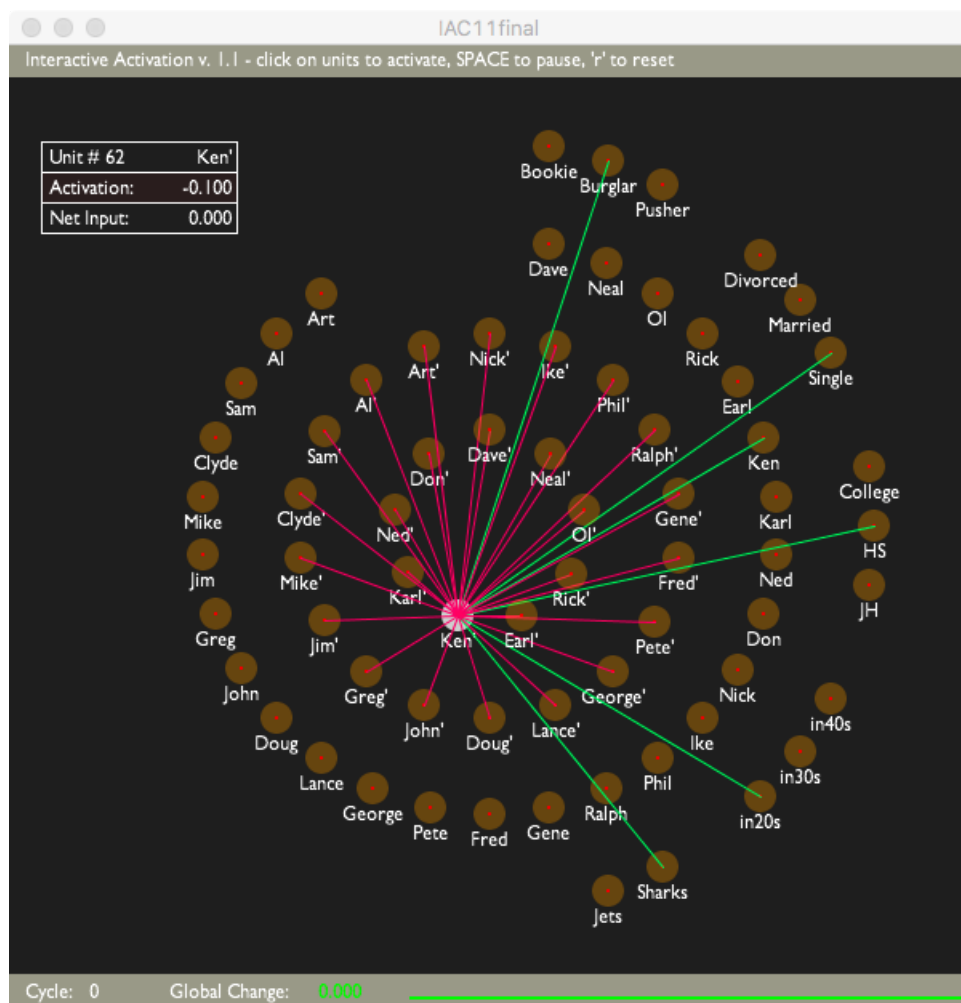 IAC11final
Interactive Activation v. 1.1 - click on units to activate, SPACE to pause, 'r' to reset
Unit # 62 Ken'
Activation: -0.100
Net Input: 0.000
Bookie
Burglar
Pusher
Dave
Neal
Divorced
Art
Ol
Married
Al
Rick
Art'
Nick'
Ike'
Single
Sam
Al'
Phil'
Earl
Clyde
Sam'
Don'
Dave'
Neal'
Ralph'
Ken
College
Mike
Clyde'
Ned'
Ol'
Gene'
Karl
HS
Jim
Mike'
Karl'
Rick'
Fred'
Ned
JH
Greg
Jim'
Ken'
Earl'
Pete'
Don
John
Greg'
George'
Nick
Doug
John'
Doug'
Lance'
Ike
in40s
Lance
Phil
in30s
George
Pete
Fred
Gene
Ralph
in20s
Jets
Sharks
Cycle: 0 Global Change: 0.000